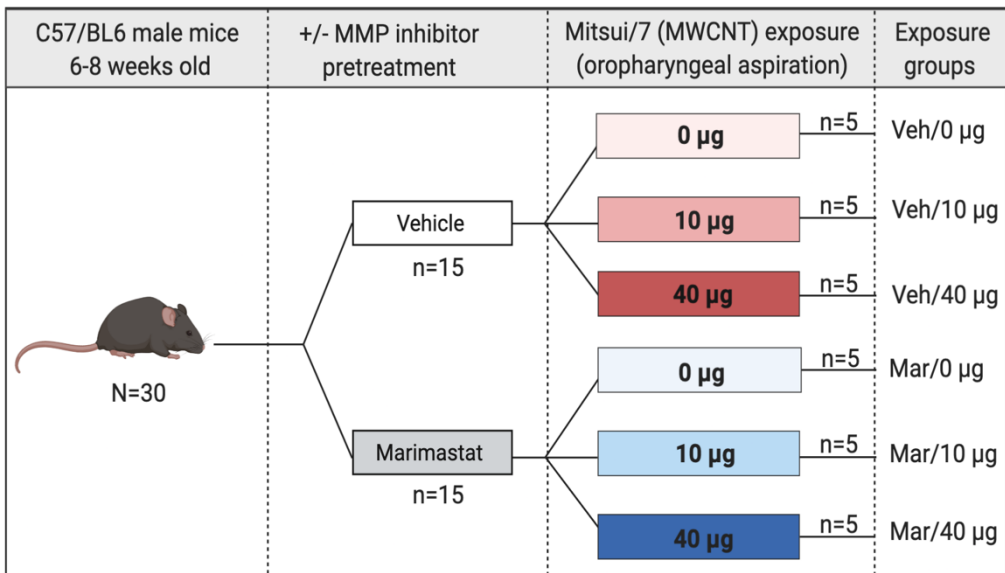 C57/BL6 male mice
6-8 weeks old
+/- MMP inhibitor
pretreatment
Mitsui/7 (MWCNT) exposure
(oropharyngeal aspiration)
Exposure
groups
N=30
Vehicle
n=15
Marimastat
n=15
0 µg
n=5
Veh/0 µg
10 µg
n=5
Veh/10 µg
40 µg
n=5
Veh/40 µg
0 µg
n=5
Mar/0 µg
10 µg
n=5
Mar/10 µg
40 µg
n=5
Mar/40 µg